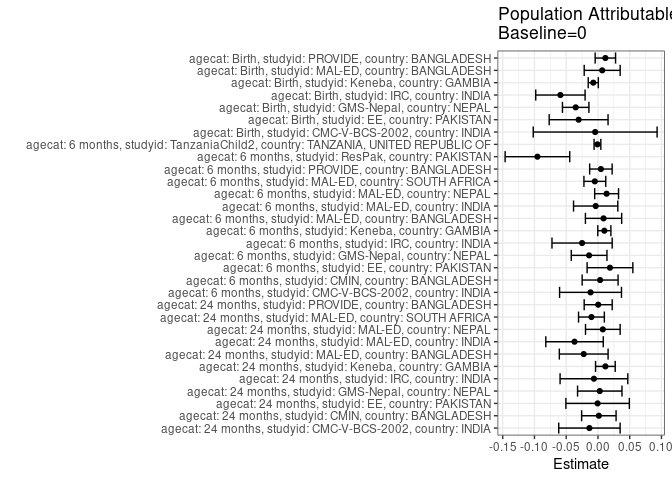 Population Attributable
Baseline=0
agecat: Birth, studyid: PROVIDE, country: BANGLADESH
agecat: Birth, studyid: MAL-ED, country: BANGLADESH
agecat: Birth, studyid: Keneba, country: GAMBIA
agecat: Birth, studyid: IRC, country: INDIA
agecat: Birth, studyid: GMS-Nepal, country: NEPAL
agecat: Birth, studyid: EE, country: PAKISTAN
agecat: Birth, studyid: CMC-V-BCS-2002, country: INDIA
agecat: 6 months, studyid: TanzaniaChild2, country: TANZANIA, UNITED REPUBLIC OF
agecat: 6 months, studyid: ResPak, country: PAKISTAN
agecat: 6 months, studyid: PROVIDE, country: BANGLADESH
agecat: 6 months, studyid: MAL-ED, country: SOUTH AFRICA
agecat: 6 months, studyid: MAL-ED, country: NEPAL
agecat: 6 months, studyid: MAL-ED, country: INDIA
agecat: 6 months, studyid: MAL-ED, country: BANGLADESH
agecat: 6 months, studyid: Keneba, country: GAMBIA
agecat: 6 months, studyid: IRC, country: INDIA
agecat: 6 months, studyid: GMS-Nepal, country: NEPAL
agecat: 6 months, studyid: EE, country: PAKISTAN
agecat: 6 months, studyid: CMIN, country: BANGLADESH
agecat: 6 months, studyid: CMC-V-BCS-2002, country: INDIA
agecat: 24 months, studyid: PROVIDE, country: BANGLADESH
agecat: 24 months, studyid: MAL-ED, country: SOUTH AFRICA
agecat: 24 months, studyid: MAL-ED, country: NEPAL
agecat: 24 months, studyid: MAL-ED, country: INDIA
agecat: 24 months, studyid: MAL-ED, country: BANGLADESH
agecat: 24 months, studyid: Keneba, country: GAMBIA
agecat: 24 months, studyid: IRC, country: INDIA
agecat: 24 months, studyid: GMS-Nepal, country: NEPAL
agecat: 24 months, studyid: EE, country: PAKISTAN
agecat: 24 months, studyid: CMIN, country: BANGLADESH
agecat: 24 months, studyid: CMC-V-BCS-2002, country: INDIA
-0.15 -0.10 -0.05 0.00 0.05 0.10
Estimate